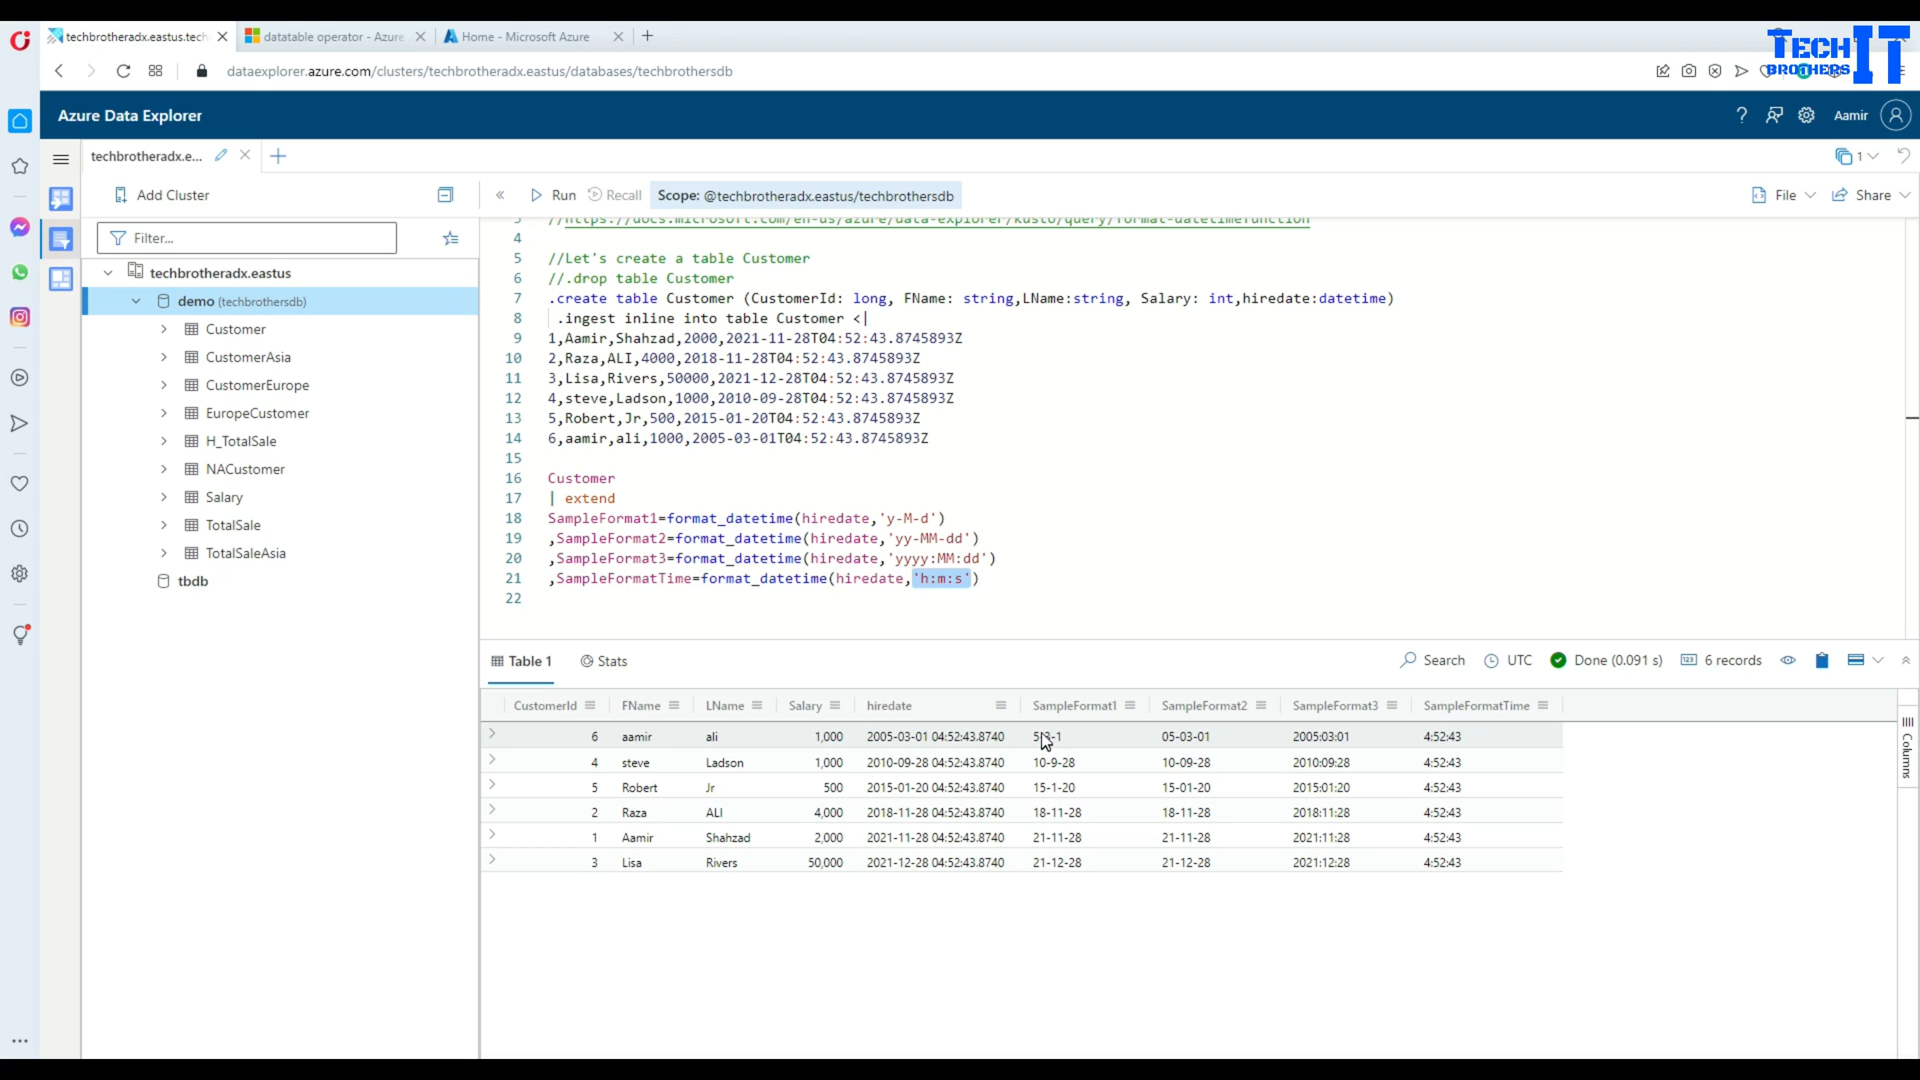 techbrotheradx.eastus.tech
datatable operator - Azure
Home - Microsoft Azure
TECH IT
BROTHERS
dataexplorer.azure.com/clusters/techbrotheradx.eastus/databases/techbrothersdb
Azure Data Explorer
Aamir
techbrotheradx.e...
1
Add Cluster
Run
Recall
Scope: @techbrotheradx.eastus/techbrothersdb
File
Share
Filter...
3 //https://docs.microsoft.com/en-us/azure/data-explorer/kusto/query/format-datetimefunction
4
5 //Let's create a table Customer
6 //.drop table Customer
7 .create table Customer (CustomerId: long, FName: string,LName:string, Salary: int,hiredate:datetime)
8 .ingest inline into table Customer <|
9 1,Aamir,Shahzad,2000,2021-11-28T04:52:43.8745893Z
10 2,Raza,ALI,4000,2018-11-28T04:52:43.8745893Z
11 3,Lisa,Rivers,50000,2021-12-28T04:52:43.8745893Z
12 4,steve,Ladson,1000,2010-09-28T04:52:43.8745893Z
13 5,Robert,Jr,500,2015-01-20T04:52:43.8745893Z
14 6,aamir,ali,1000,2005-03-01T04:52:43.8745893Z
15
16 Customer
17 | extend
18 SampleFormat1=format_datetime(hiredate,'y-M-d')
19 ,SampleFormat2=format_datetime(hiredate,'yy-MM-dd')
20 ,SampleFormat3=format_datetime(hiredate,'yyyy:MM:dd')
21 ,SampleFormatTime=format_datetime(hiredate,'h:m:s')
22
techbrotheradx.eastus
demo (techbrothersdb)
Customer
CustomerAsia
CustomerEurope
EuropeCustomer
H_TotalSale
NACustomer
Salary
TotalSale
TotalSaleAsia
tbdb
Table 1
Stats
Search
UTC
Done (0.091 s)
6 records
CustomerId FName LName Salary hiredate SampleFormat1 SampleFormat2 SampleFormat3 SampleFormatTime
6 aamir ali 1,000 2005-03-01 04:52:43.8740 05-03-01 2005:03:01 4:52:43
4 steve Ladson 1,000 2010-09-28 04:52:43.8740 10-9-28 10-09-28 2010:09:28 4:52:43
5 Robert Jr 500 2015-01-20 04:52:43.8740 15-1-20 15-01-20 2015:01:20 4:52:43
2 Raza ALI 4,000 2018-11-28 04:52:43.8740 18-11-28 18-11-28 2018:11:28 4:52:43
1 Aamir Shahzad 2,000 2021-11-28 04:52:43.8740 21-11-28 21-11-28 2021:11:28 4:52:43
3 Lisa Rivers 50,000 2021-12-28 04:52:43.8740 21-12-28 21-12-28 2021:12:28 4:52:43
Columns